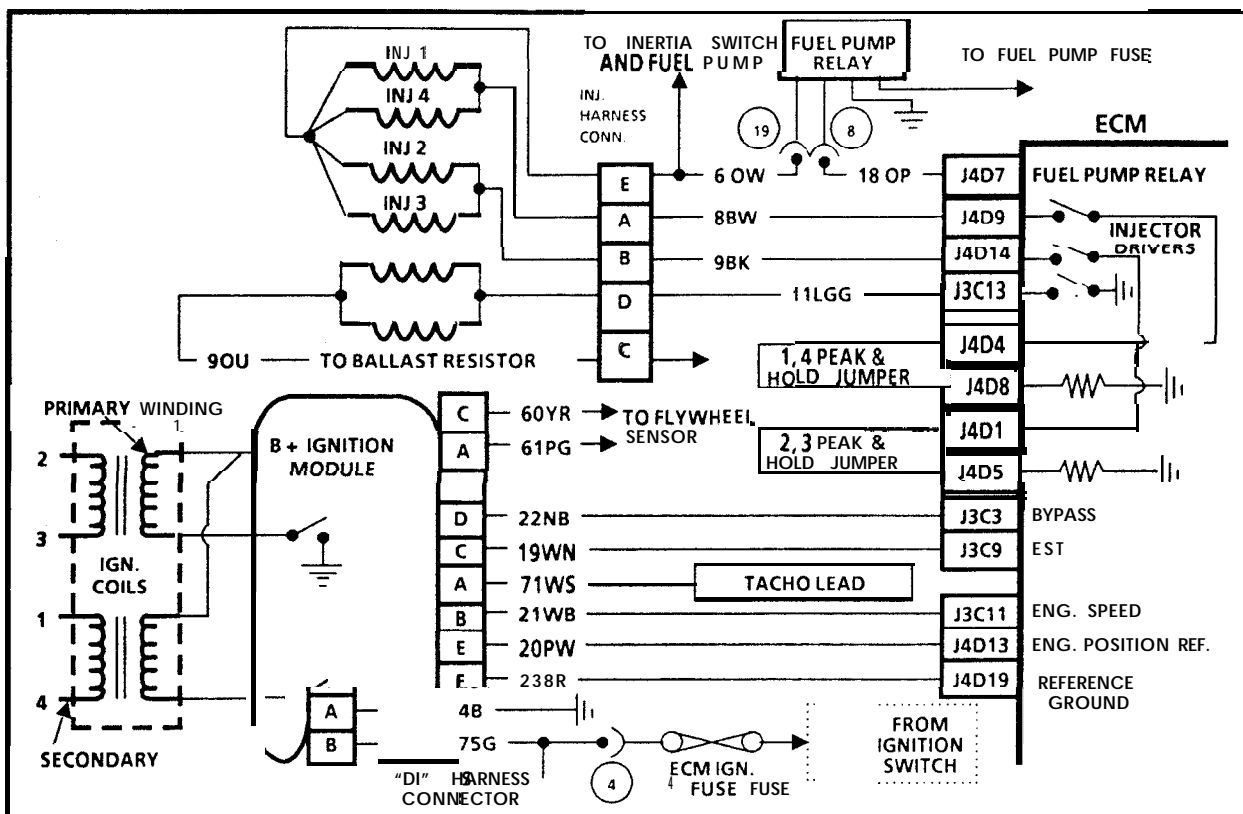 INJ 1
INJ 4
INJ 2
INJ 3
TO INERTIA SWITCH
AND FUEL PUMP
INJ.
HARNESS
CONN.
FUEL PUMP
RELAY
TO FUEL PUMP FUSE
19
8
ECM
E
6 OW
18 OP
J4D7
FUEL PUMP RELAY
A
8BW
J4D9
INJECTOR
DRIVERS
B
9BK
J4D14
D
11LGG
J3C13
C
90U
TO BALLAST RESISTOR
J4D4
1,4 PEAK &
HOLD JUMPER
J4D8
J4D1
2,3 PEAK &
HOLD JUMPER
J4D5
PRIMARY WINDING
2
3
IGN.
COILS
1
4
SECONDARY
B + IGNITION
MODULE
C
60YR
TO FLYWHEEL
SENSOR
A
61PG
D
22NB
J3C3
BYPASS
C
19WN
J3C9
EST
A
71WS
TACHO LEAD
B
21WB
J3C11
ENG. SPEED
E
20PW
J4D13
ENG. POSITION REF.
F
238R
J4D19
REFERENCE
GROUND
A
4B
B
75G
4
ECM IGN.
4
FUSE FUSE
FROM
IGNITION
SWITCH
"DI" HARNESS
CONNECTOR